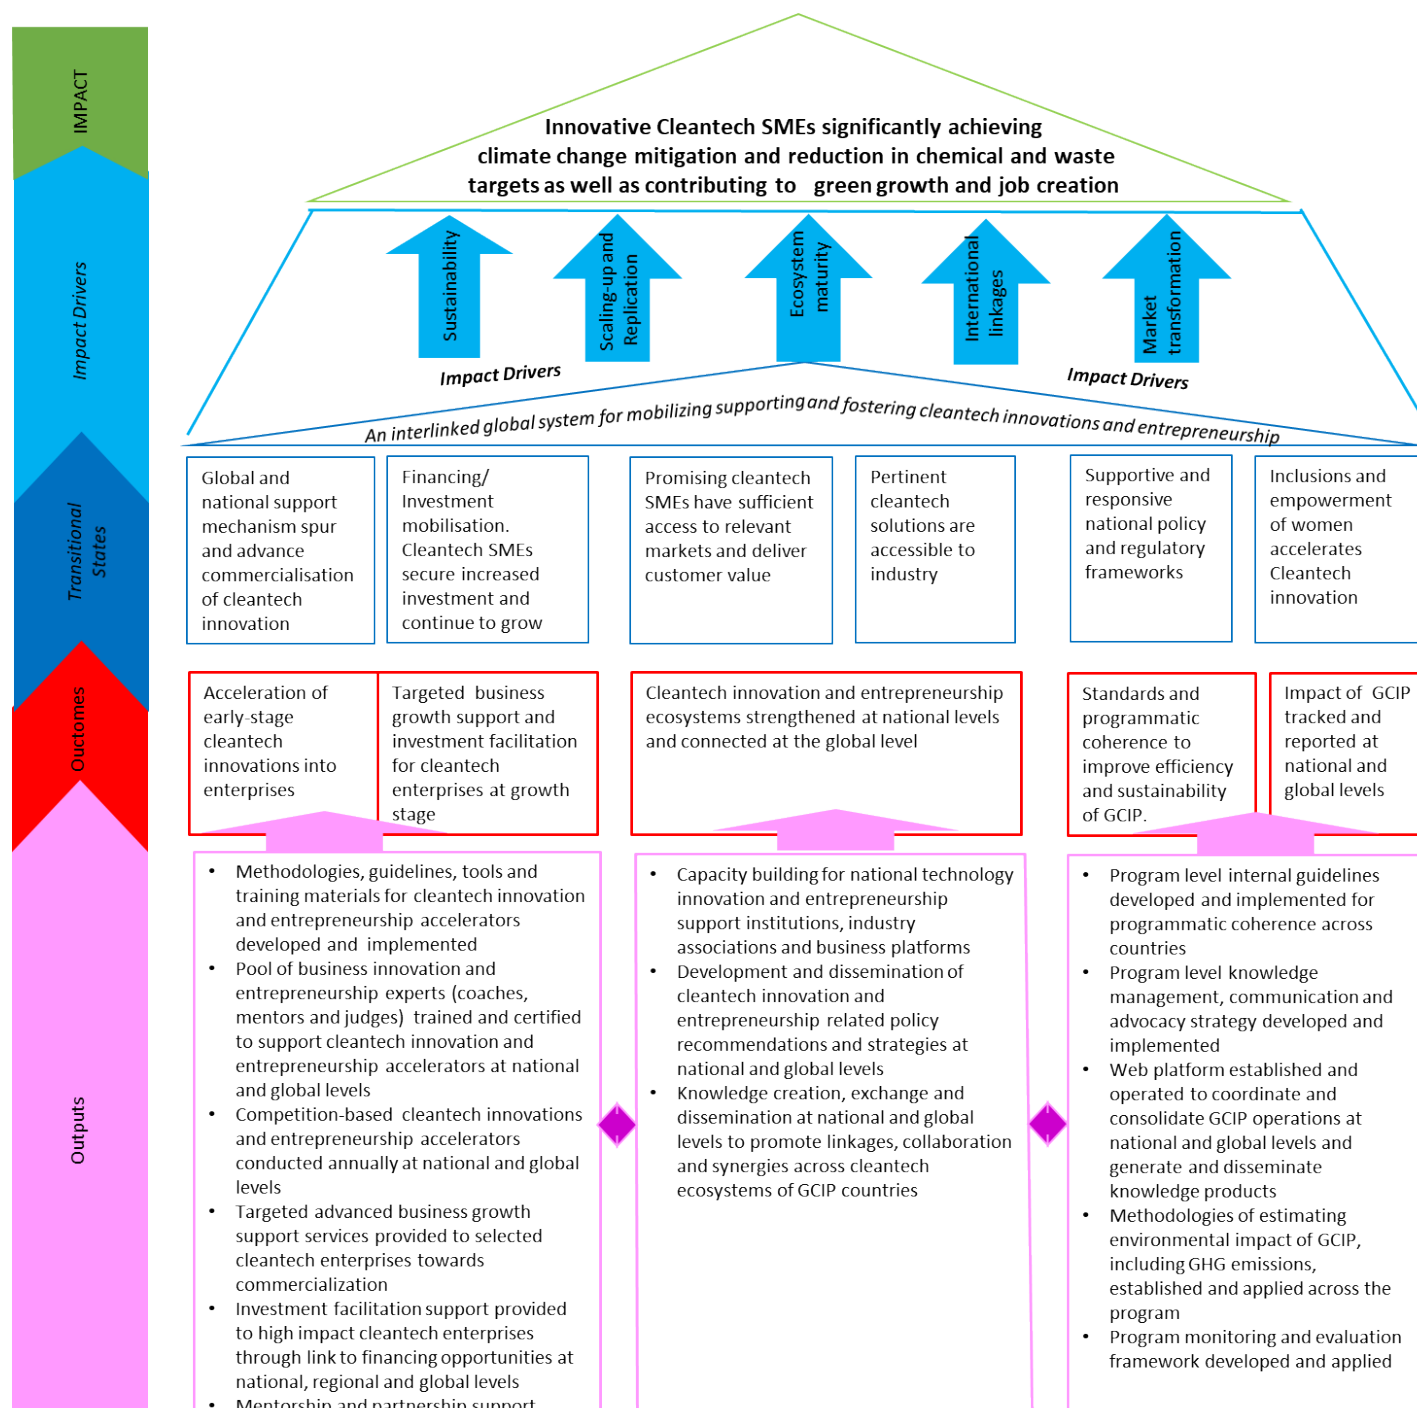 IMPACT
Innovative Cleantech SMEs significantly achieving
climate change mitigation and reduction in chemical and waste
targets as well as contributing to green growth and job creation
Impact Drivers
Sustainability
Scaling-up and
Replication
Ecosystem
maturity
International
linkages
Market
transformation
Impact Drivers
Impact Drivers
An interlinked global system for mobilizing supporting and fostering cleantech innovations and entrepreneurship
Transitional
States
Global and
national support
mechanism spur
and advance
commercialisation
of cleantech
innovation
Financing/
Investment
mobilisation.
Cleantech SMEs
secure increased
investment and
continue to grow
Promising cleantech
SMEs have sufficient
access to relevant
markets and deliver
customer value
Pertinent
cleantech
solutions are
accessible to
industry
Supportive and
responsive
national policy
and regulatory
frameworks
Inclusions and
empowerment
of women
accelerates
Cleantech
innovation
Ouctomes
Acceleration of
early-stage
cleantech
innovations into
enterprises
Targeted business
growth support and
investment facilitation
for cleantech
enterprises at growth
stage
Cleantech innovation and entrepreneurship
ecosystems strengthened at national levels
and connected at the global level
Standards and
programmatic
coherence to
improve efficiency
and sustainability
of GCIP.
Impact of GCIP
tracked and
reported at
national and
global levels
Outputs
• Methodologies, guidelines, tools and
training materials for cleantech innovation
and entrepreneurship accelerators
developed and implemented
• Pool of business innovation and
entrepreneurship experts (coaches,
mentors and judges) trained and certified
to support cleantech innovation and
entrepreneurship accelerators at national
and global levels
• Competition-based cleantech innovations
and entrepreneurship accelerators
conducted annually at national and global
levels
• Targeted advanced business growth
support services provided to selected
cleantech enterprises towards
commercialization
• Investment facilitation support provided
to high impact cleantech enterprises
through link to financing opportunities at
national, regional and global levels
• Mentorship and partnership support
• Capacity building for national technology
innovation and entrepreneurship
support institutions, industry
associations and business platforms
• Development and dissemination of
cleantech innovation and
entrepreneurship related policy
recommendations and strategies at
national and global levels
• Knowledge creation, exchange and
dissemination at national and global
levels to promote linkages, collaboration
and synergies across cleantech
ecosystems of GCIP countries
• Program level internal guidelines
developed and implemented for
programmatic coherence across
countries
• Program level knowledge
management, communication and
advocacy strategy developed and
implemented
• Web platform established and
operated to coordinate and
consolidate GCIP operations at
national and global levels and
generate and disseminate
knowledge products
• Methodologies of estimating
environmental impact of GCIP,
including GHG emissions,
established and applied across the
program
• Program monitoring and evaluation
framework developed and applied